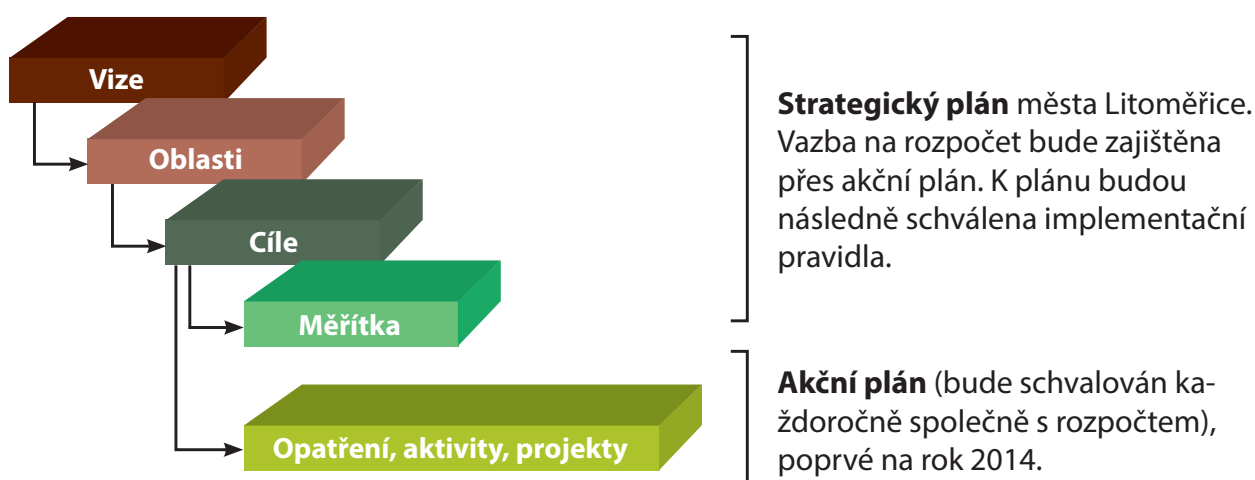 Vize
Oblasti
Cíle
Měřítka
Opatření, aktivity, projekty
Strategický plán města Litoměřice.
Vazba na rozpočet bude zajištěna
přes akční plán. K plánu budou
následně schválena implementační
pravidla.
Akční plán (bude schvalován ka-
ždoročně společně s rozpočtem),
poprvé na rok 2014.